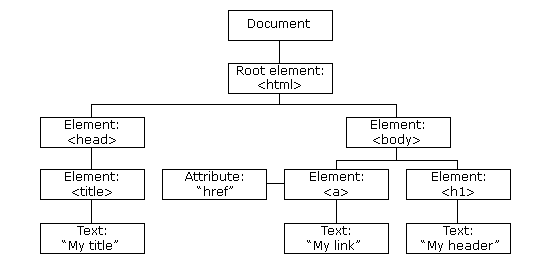 Document
Root element:
<html>
Element:
<head>
Element:
<body>
Element:
<title>
Attribute:
“href”
Element:
<a>
Element:
<h1>
Text:
“My title”
Text:
“My link”
Text:
“My header”